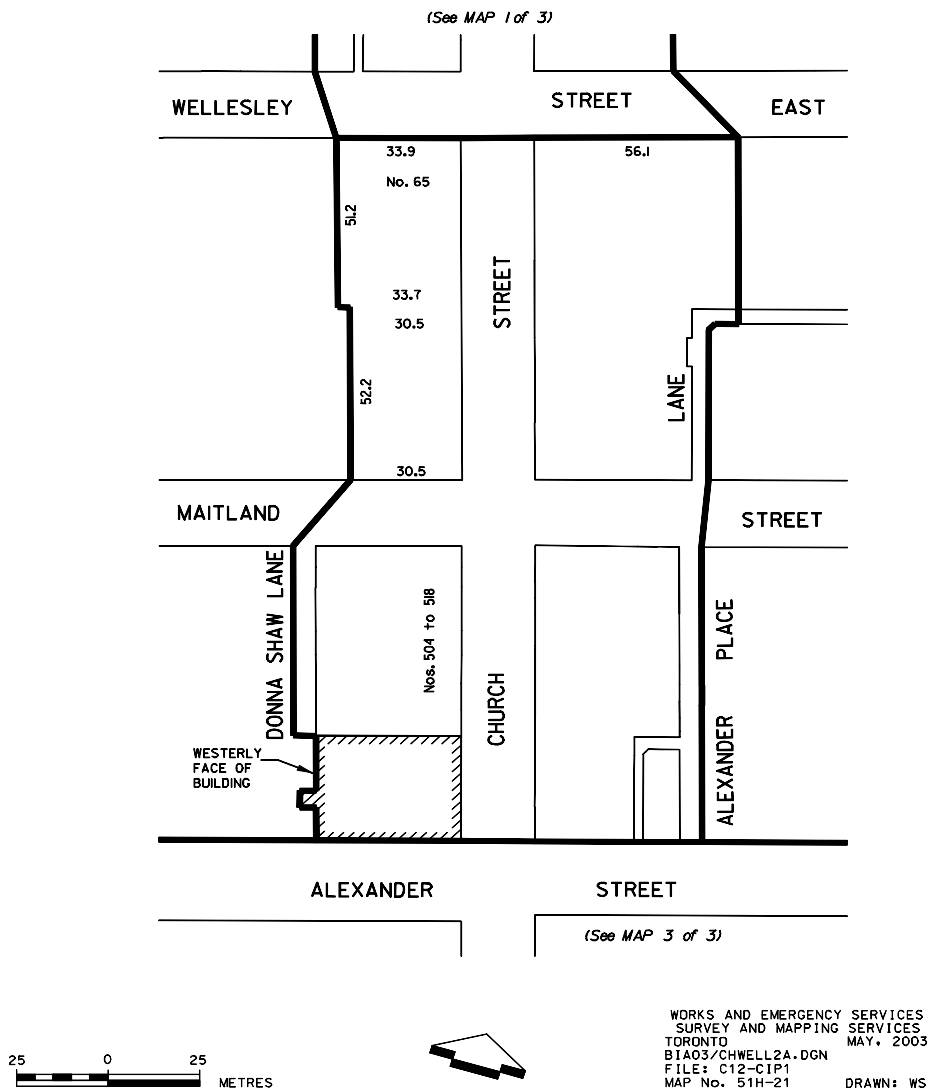 (See MAP 1 of 3)
WELLESLEY STREET EAST
33.9
56.1
No. 65
51.2
STREET
33.7
30.5
52.2
LANE
30.5
MAITLAND STREET
DONNA SHAW LANE
Nos. 504 to 518
CHURCH
ALEXANDER PLACE
WESTERLY
FACE OF
BUILDING
ALEXANDER STREET
(See MAP 3 of 3)
WORKS AND EMERGENCY SERVICES
SURVEY AND MAPPING SERVICES
TORONTO MAY, 2003
BIA03/CHWELL2A.DGN
FILE: C12-CIP1
MAP No. 51H-21 DRAWN: WS
25 0 25
METRES